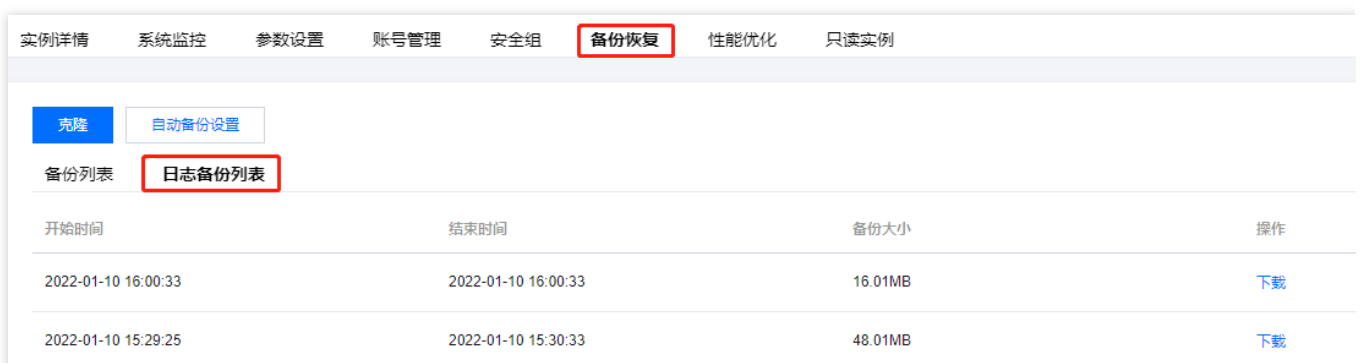 实例详情 系统监控 参数设置 账号管理 安全组 备份恢复 性能优化 只读实例
克隆 自动备份设置
备份列表 日志备份列表
开始时间 结束时间 备份大小 操作
2022-01-10 16:00:33 2022-01-10 16:00:33 16.01MB 下载
2022-01-10 15:29:25 2022-01-10 15:30:33 48.01MB 下载